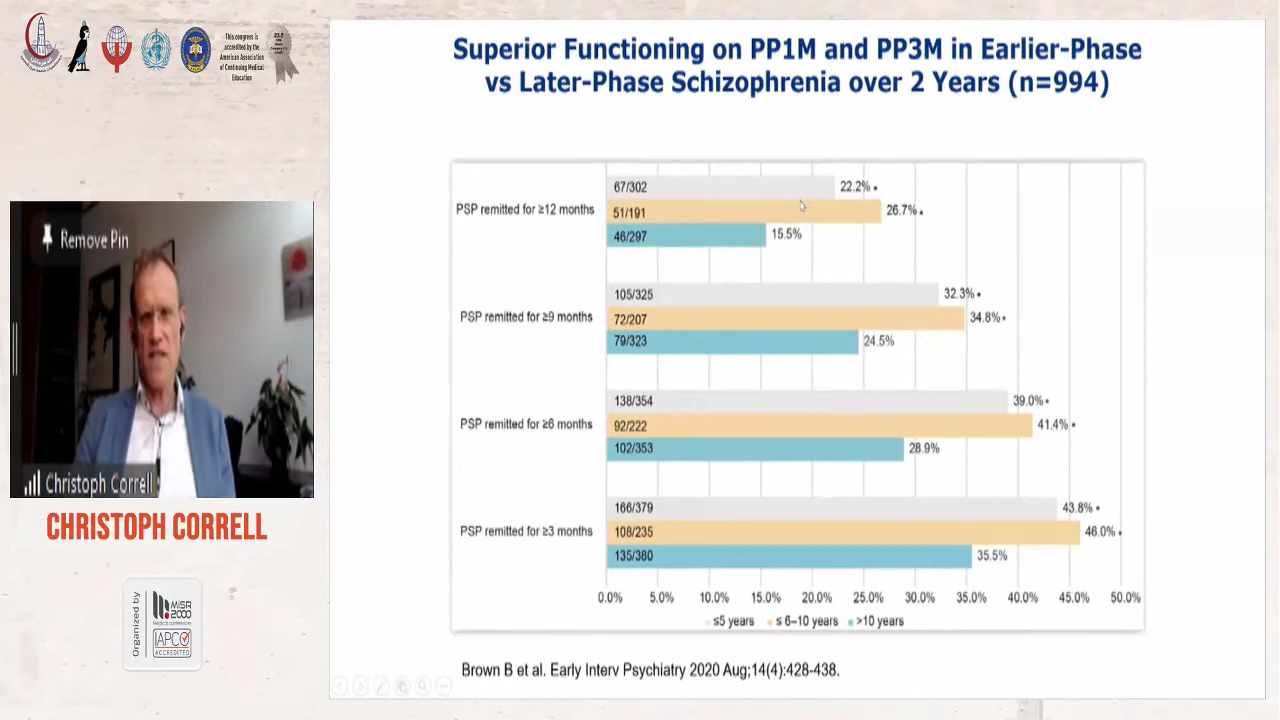 This congress is
accredited by the
American Association
of Continuing Medical
Education
Superior Functioning on PP1M and PP3M in Earlier-Phase
vs Later-Phase Schizophrenia over 2 Years (n=994)
PSP remitted for ≥12 months
67/302
22.2% •
51/191
26.7% •
46/297
15.5%
PSP remitted for ≥9 months
105/325
32.3% •
72/207
34.8% •
79/323
24.5%
PSP remitted for ≥6 months
138/354
39.0% •
92/222
41.4% •
102/353
28.9%
PSP remitted for ≥3 months
166/379
43.8% •
108/235
46.0% •
135/380
35.5%
0.0% 5.0% 10.0% 15.0% 20.0% 25.0% 30.0% 35.0% 40.0% 45.0% 50.0%
≤5 years ≤ 6–10 years >10 years
Brown B et al. Early Interv Psychiatry 2020 Aug;14(4):428-438.
Remove Pin
Christoph Correll
CHRISTOPH CORRELL
Organized by
MISR
2000
Medical conferences
IAPCO
ACCREDITED